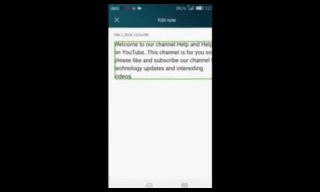 Edit note
Welcome to our channel Help and Help
on YouTube. This channel is for you
please like and subscribe our channel
technology updates and interesting
videos